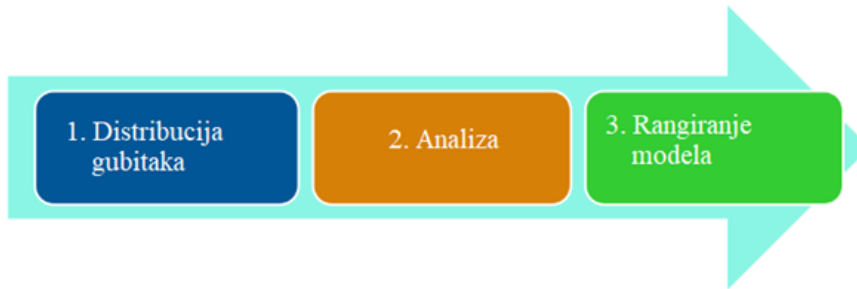 1. Distribucija
gubitaka
2. Analiza
3. Rangiranje
modela